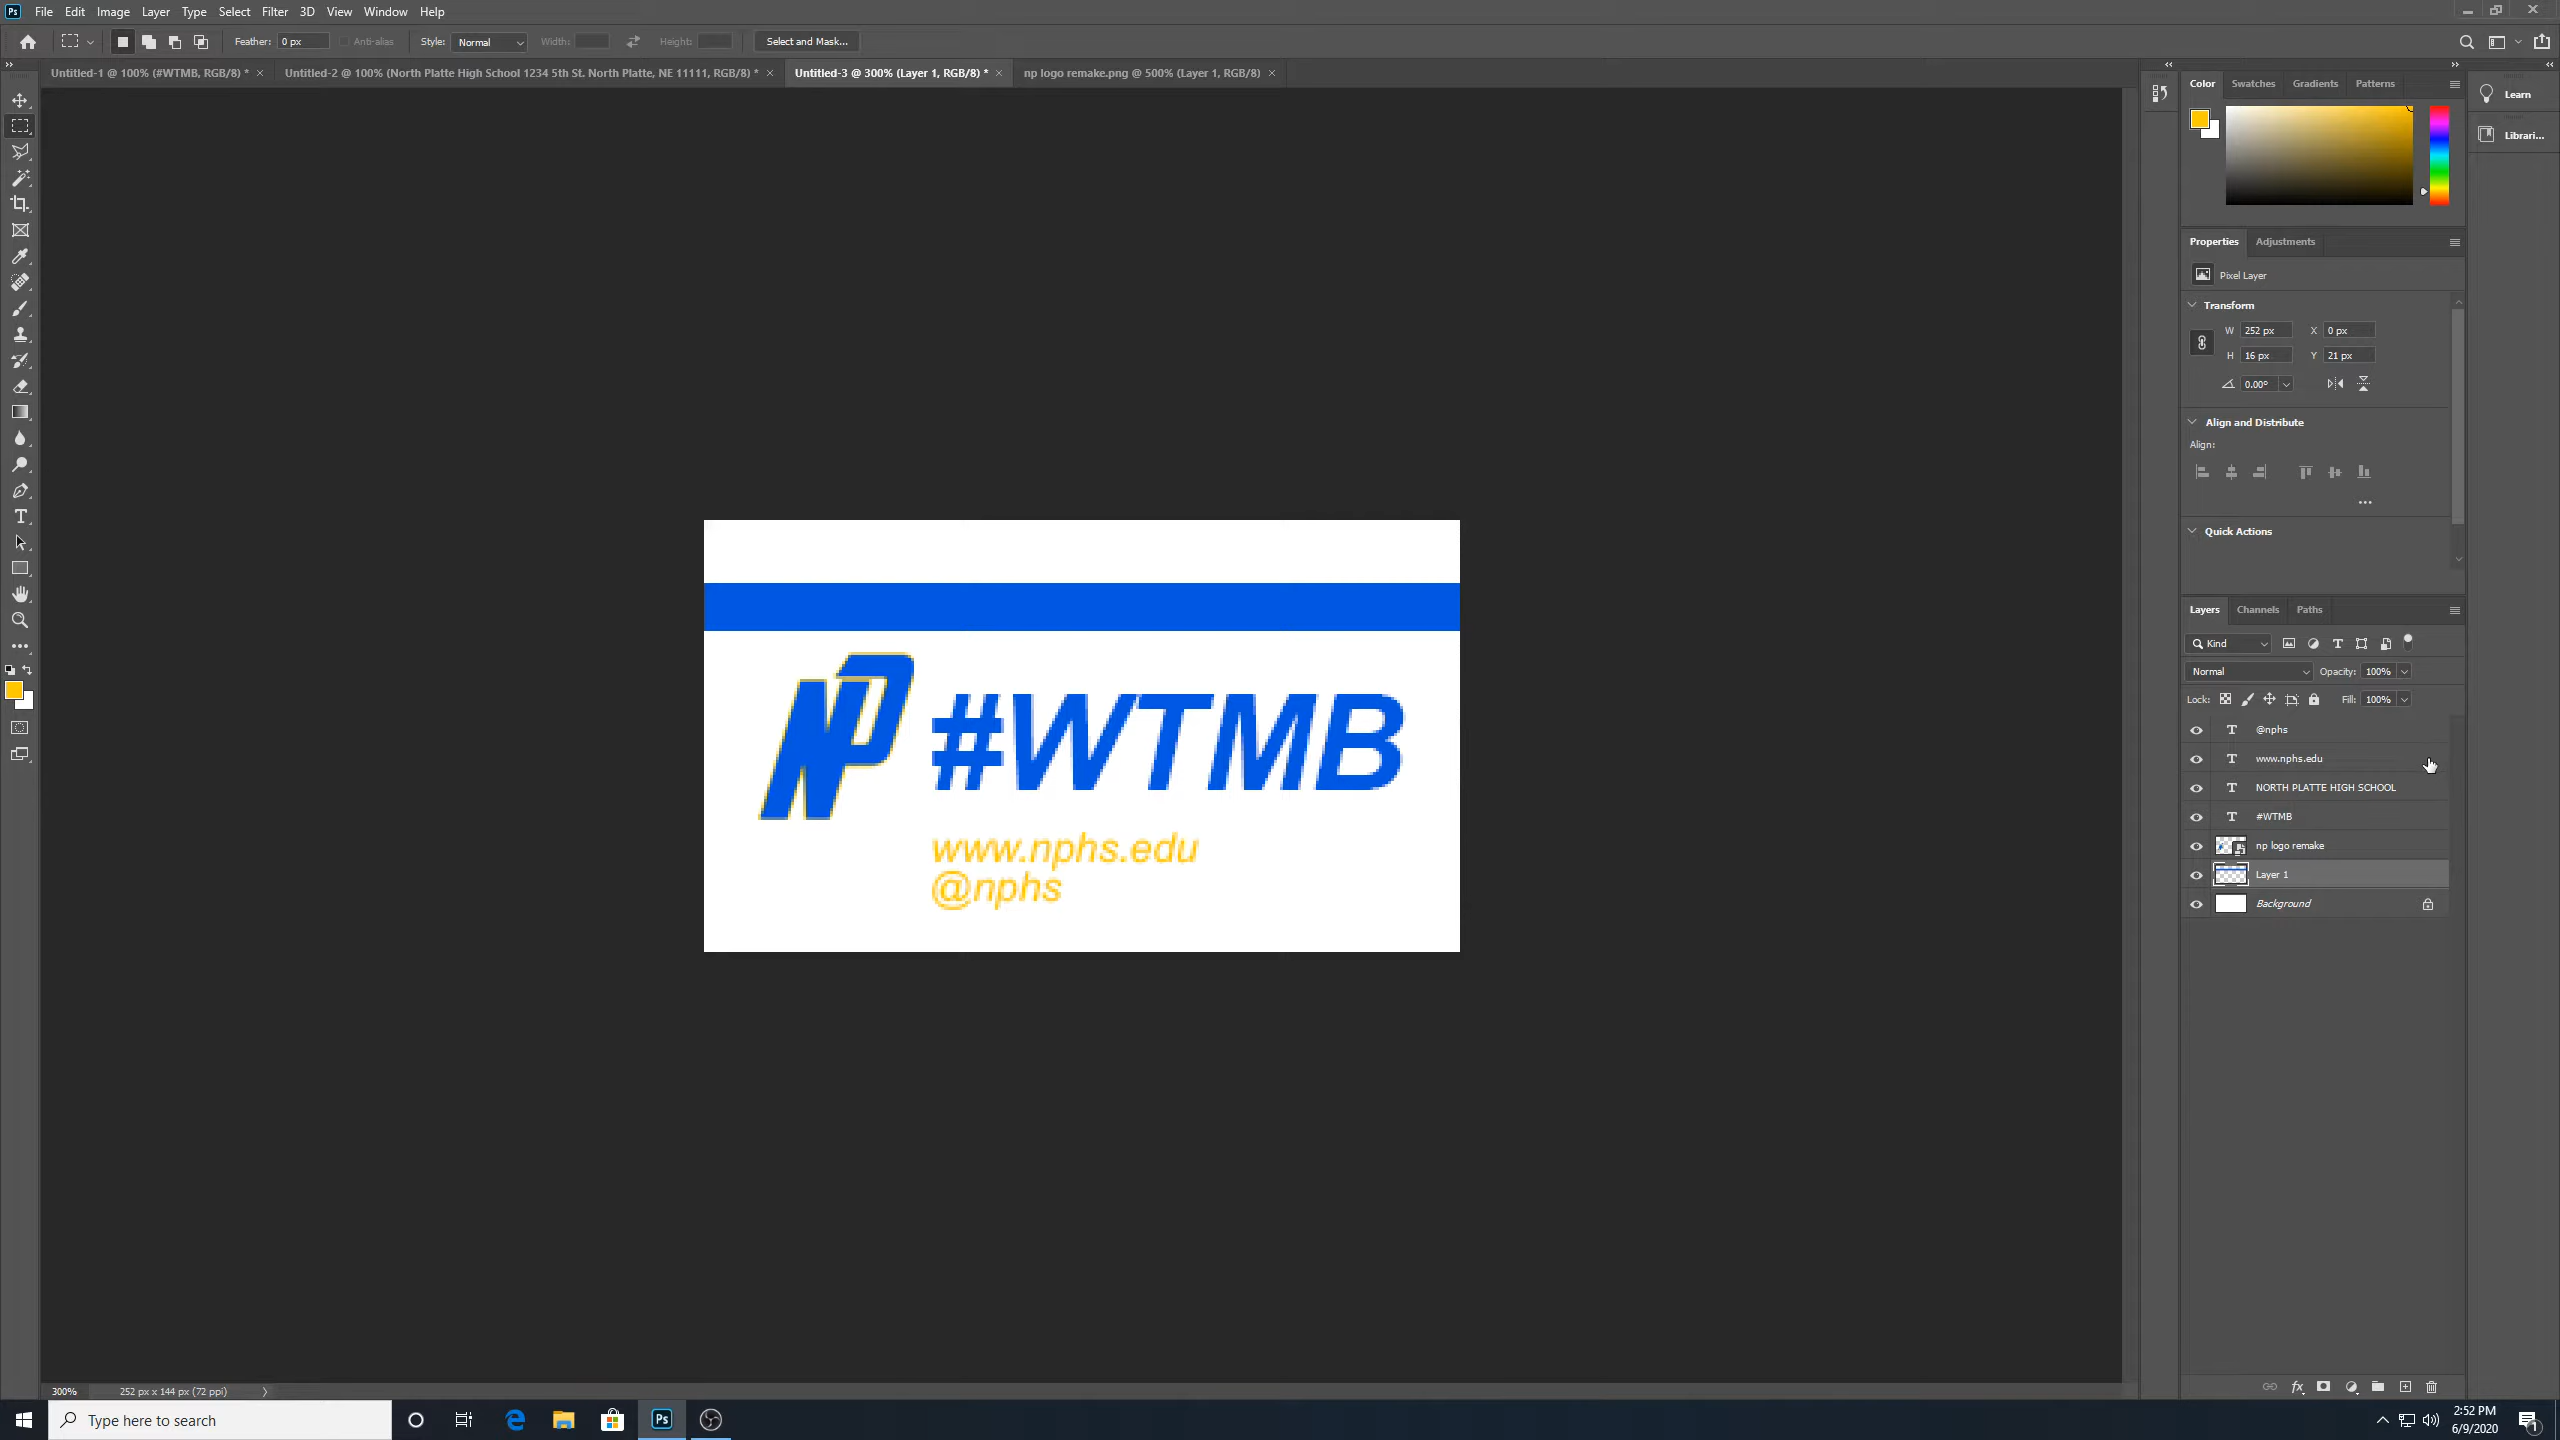 Ps File Edit Image Layer Type Select Filter 3D View Window Help
Feather: 0 px Anti-alias Style: Normal Width: Height: Select and Mask...
Untitled-1 @ 100% (#WTMB, RGB/8) * × Untitled-2 @ 100% (North Platte High School 1234 5th St. North Platte, NE 11111, RGB/8) * × Untitled-3 @ 300% (Layer 1, RGB/8) * × np logo remake.png @ 500% (Layer 1, RGB/8) ×
Color Swatches Gradients Patterns
Learn
Librari...
Properties Adjustments
Pixel Layer
Transform
W 252 px X 0 px
H 16 px Y 21 px
0.00°
Align and Distribute
Align:
Quick Actions
NP
#WTMB
www.nphs.edu
@nphs
Layers Channels Paths
Kind
Normal Opacity: 100%
Lock: Fill: 100%
T @nphs
T www.nphs.edu
T NORTH PLATTE HIGH SCHOOL
T #WTMB
np logo remake
Layer 1
Background
fx
300% 252 px x 144 px (72 ppi)
Type here to search
Ps
2:52 PM
6/9/2020
1